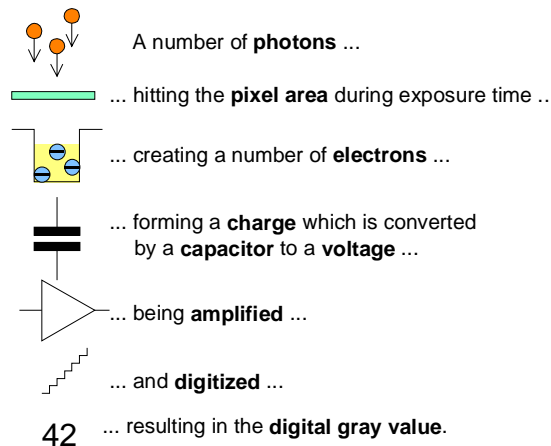 A number of photons ...
... hitting the pixel area during exposure time ..
... creating a number of electrons ...
... forming a charge which is converted
by a capacitor to a voltage ...
... being amplified ...
... and digitized ...
42 ... resulting in the digital gray value.